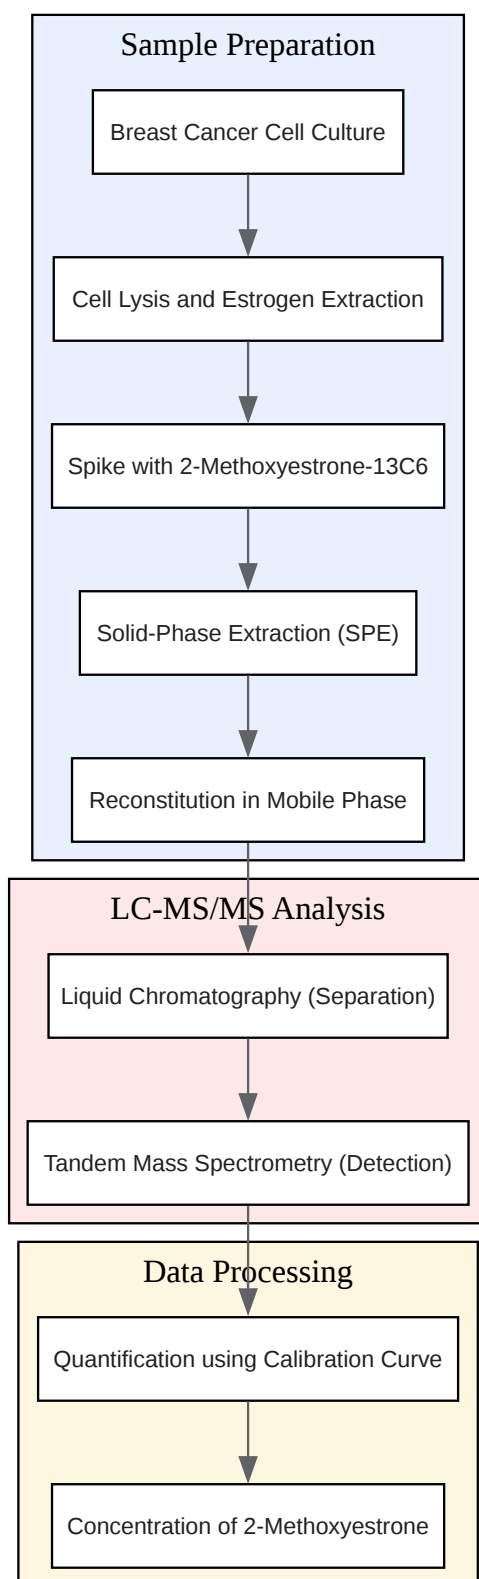 Sample Preparation
Breast Cancer Cell Culture
Cell Lysis and Estrogen Extraction
Spike with 2-Methoxyestrone-13C6
Solid-Phase Extraction (SPE)
Reconstitution in Mobile Phase
LC-MS/MS Analysis
Liquid Chromatography (Separation)
Tandem Mass Spectrometry (Detection)
Data Processing
Quantification using Calibration Curve
Concentration of 2-Methoxyestrone